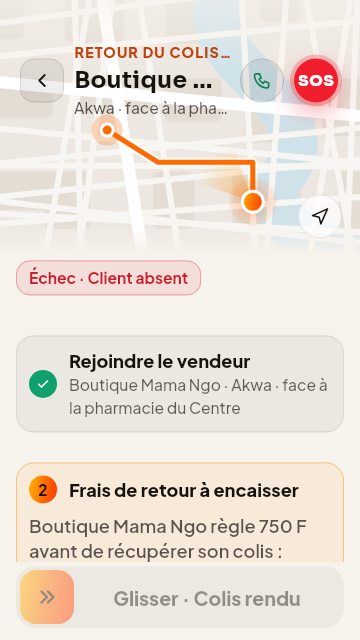 RETOUR DU COLIS…
Boutique …
Akwa · face à la pha…
SOS
Échec · Client absent
Rejoindre le vendeur
Boutique Mama Ngo · Akwa · face à
la pharmacie du Centre
2 Frais de retour à encaisser
Boutique Mama Ngo règle 750 F
avant de récupérer son colis :
Glisser · Colis rendu